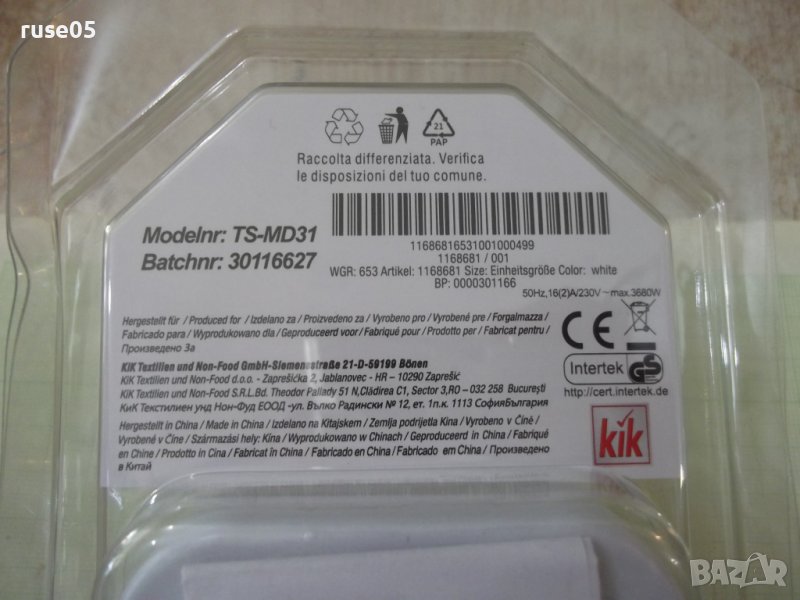 ruse05
21
PAP
Raccolta differenziata. Verifica
le disposizioni del tuo comune.
Modelnr: TS-MD31
Batchnr: 30116627
11686816531001000499
1168681 / 001
WGR: 653 Artikel: 1168681 Size: Einheitsgröße Color: white
BP: 0000301166
50Hz,16(2)A/230V~max.3680W
Hergestellt für / Produced for / Izdelano za / Proizvedeno za / Vyrobeno pro / Vyrobené pre / Forgalmazza /
Fabricado para / Wyprodukowano dla / Geproduceerd voor / Fabriqué pour / Prodotto per / Fabricat pentru /
Произведено За
KiK Textilien und Non-Food GmbH-Siemensstraße 21-D-59199 Bönen
KiK Textilien und Non-Food d.o.o. - Zaprešićka 2, Jablanovec - HR – 10290 Zaprešić
KiK Textilien und Non-Food S.R.L.Bd. Theodor Pallady 51 N,Clădirea C1, Sector 3,RO – 032 258 București
КиК Текстилиен унд Нон-Фуд ЕООД -ул. Вълко Радински № 12, ет. 1п.к. 1113 СофияБългария
Hergestellt in China / Made in China / Izdelano na Kitajskem / Zemlja podrijetla Kina / Vyrobeno v Číně /
Vyrobené v Číne / Származási hely: Kína / Wyprodukowano w Chinach / Geproduceerd in China / Fabriqué
en Chine / Prodotto in Cina / Fabricat în China / Fabricado en China / Fabricado em China / Произведено
в Китай
CE
Intertek
GS
http://cert.intertek.de
kik
BAZAR